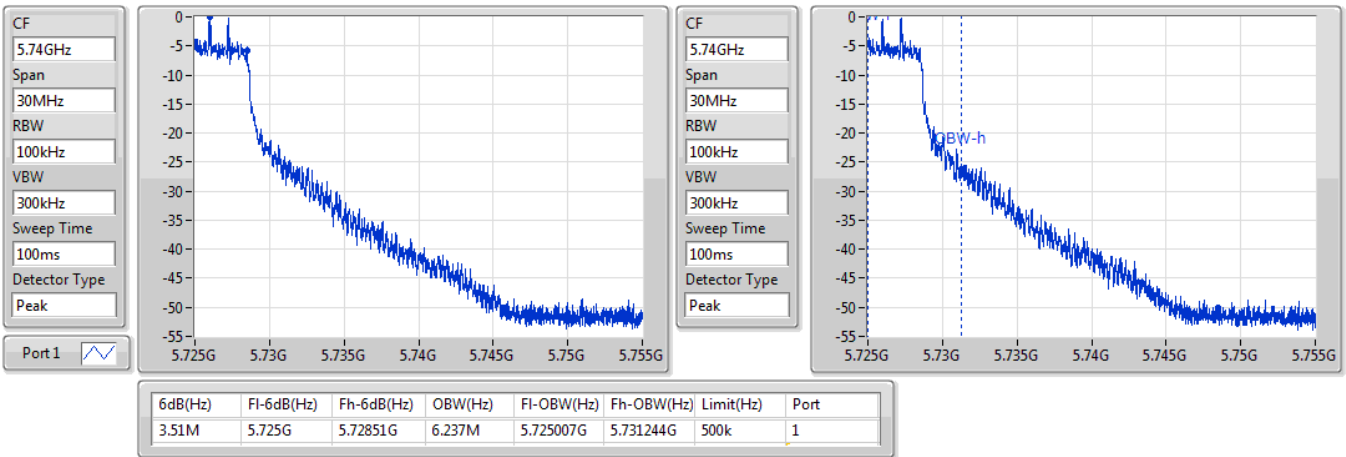 CF
5.74GHz
Span
30MHz
RBW
100kHz
VBW
300kHz
Sweep Time
100ms
Detector Type
Peak
Port 1
0
-5
-10
-15
-20
-25
-30
-35
-40
-45
-50
-55
5.725G 5.73G 5.735G 5.74G 5.745G 5.75G 5.755G
CF
5.74GHz
Span
30MHz
RBW
100kHz
VBW
300kHz
Sweep Time
100ms
Detector Type
Peak
0
-5
-10
-15
-20
-25
-30
-35
-40
-45
-50
-55
OBW-h
5.725G 5.73G 5.735G 5.74G 5.745G 5.75G 5.755G
6dB(Hz) Fl-6dB(Hz) Fh-6dB(Hz) OBW(Hz) Fl-OBW(Hz) Fh-OBW(Hz) Limit(Hz) Port
3.51M 5.725G 5.72851G 6.237M 5.725007G 5.731244G 500k 1